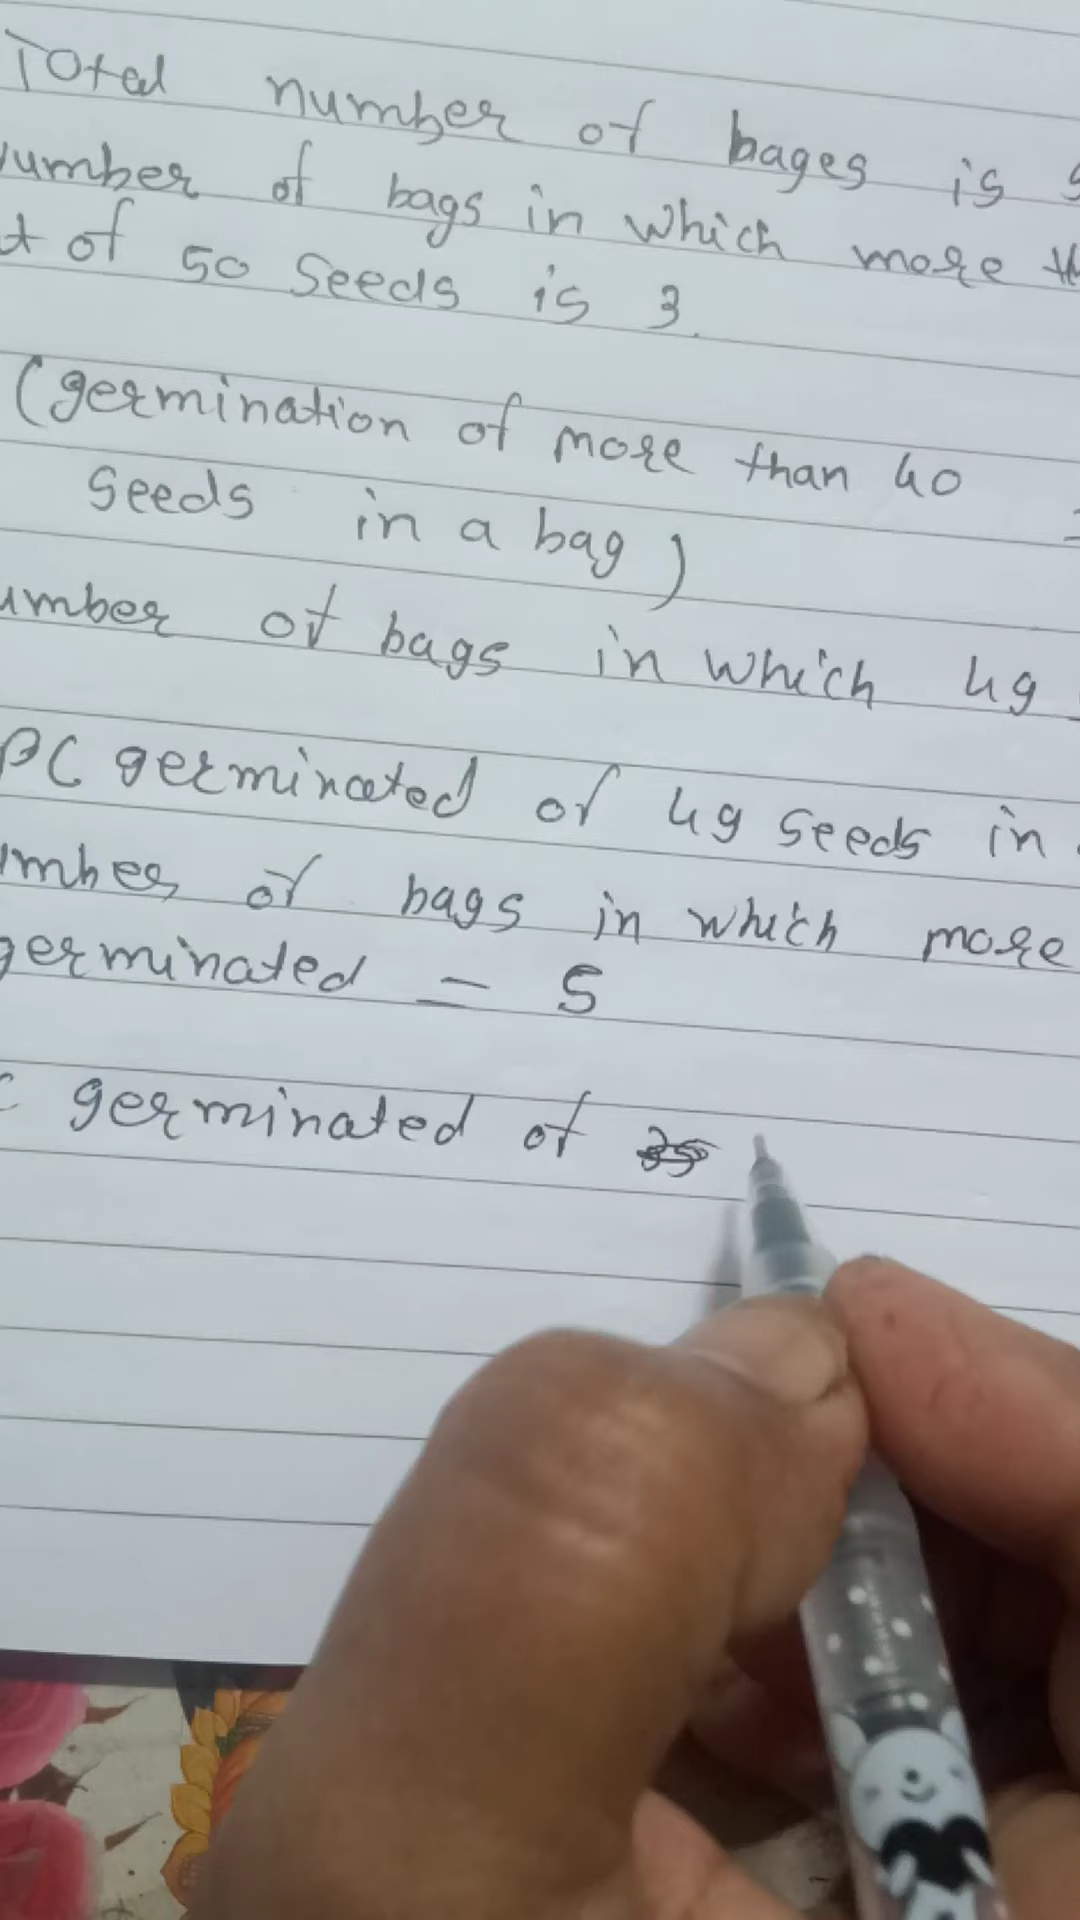 Total number of bages is
number of bags in which more
t of 50 seeds is 3.
(germination of more than 40
seeds in a bag)
umber of bags in which 49
P( germinated of 49 seeds in
umber of bags in which more
germinated = 5
germinated of